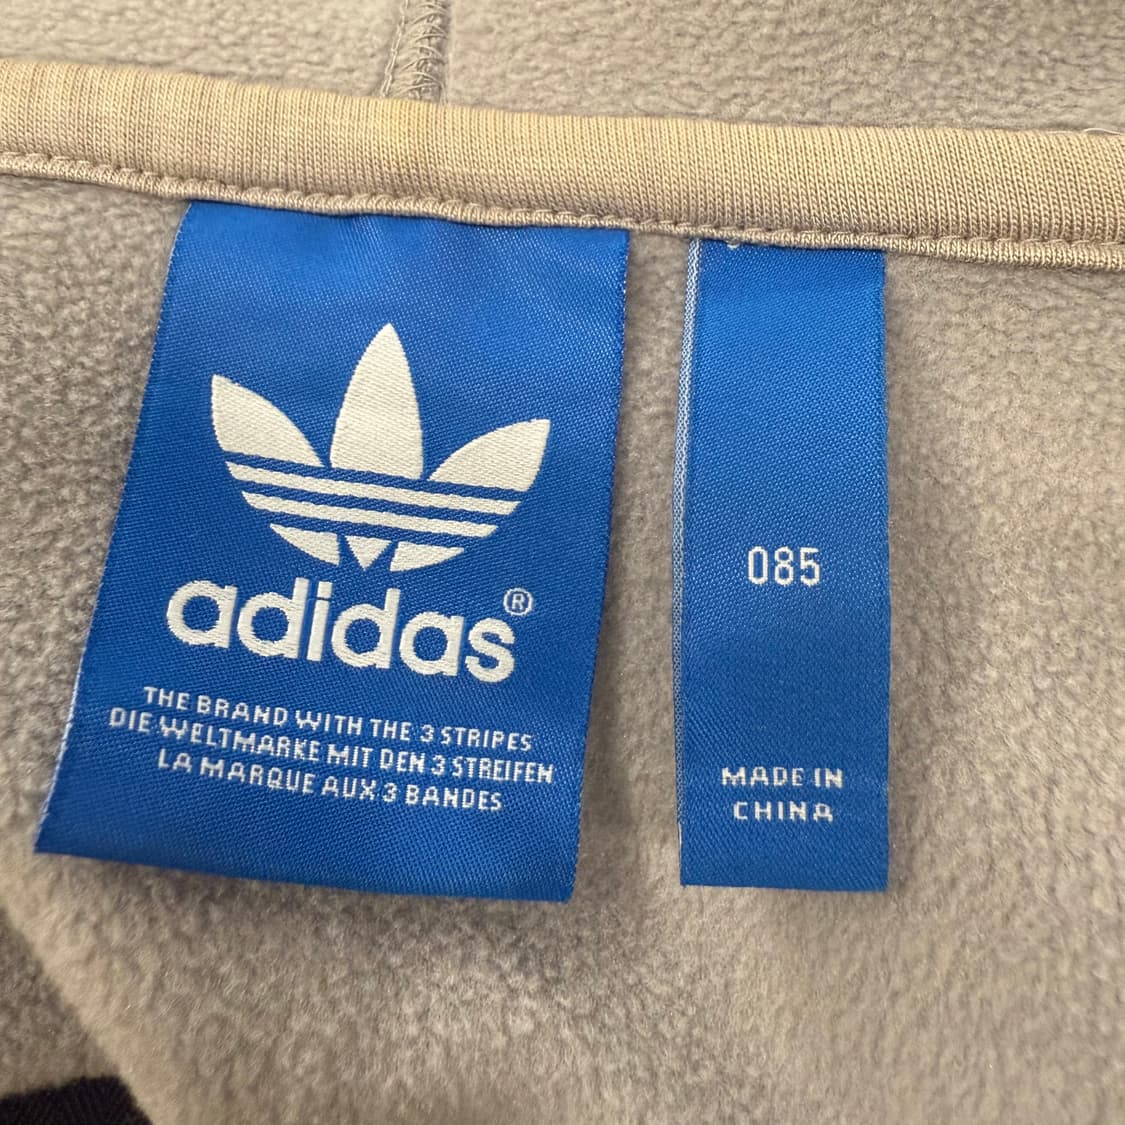 adidas®
THE BRAND WITH THE 3 STRIPES
DIE WELTMARKE MIT DEN 3 STREIFEN
LA MARQUE AUX 3 BANDES
085
MADE IN
CHINA